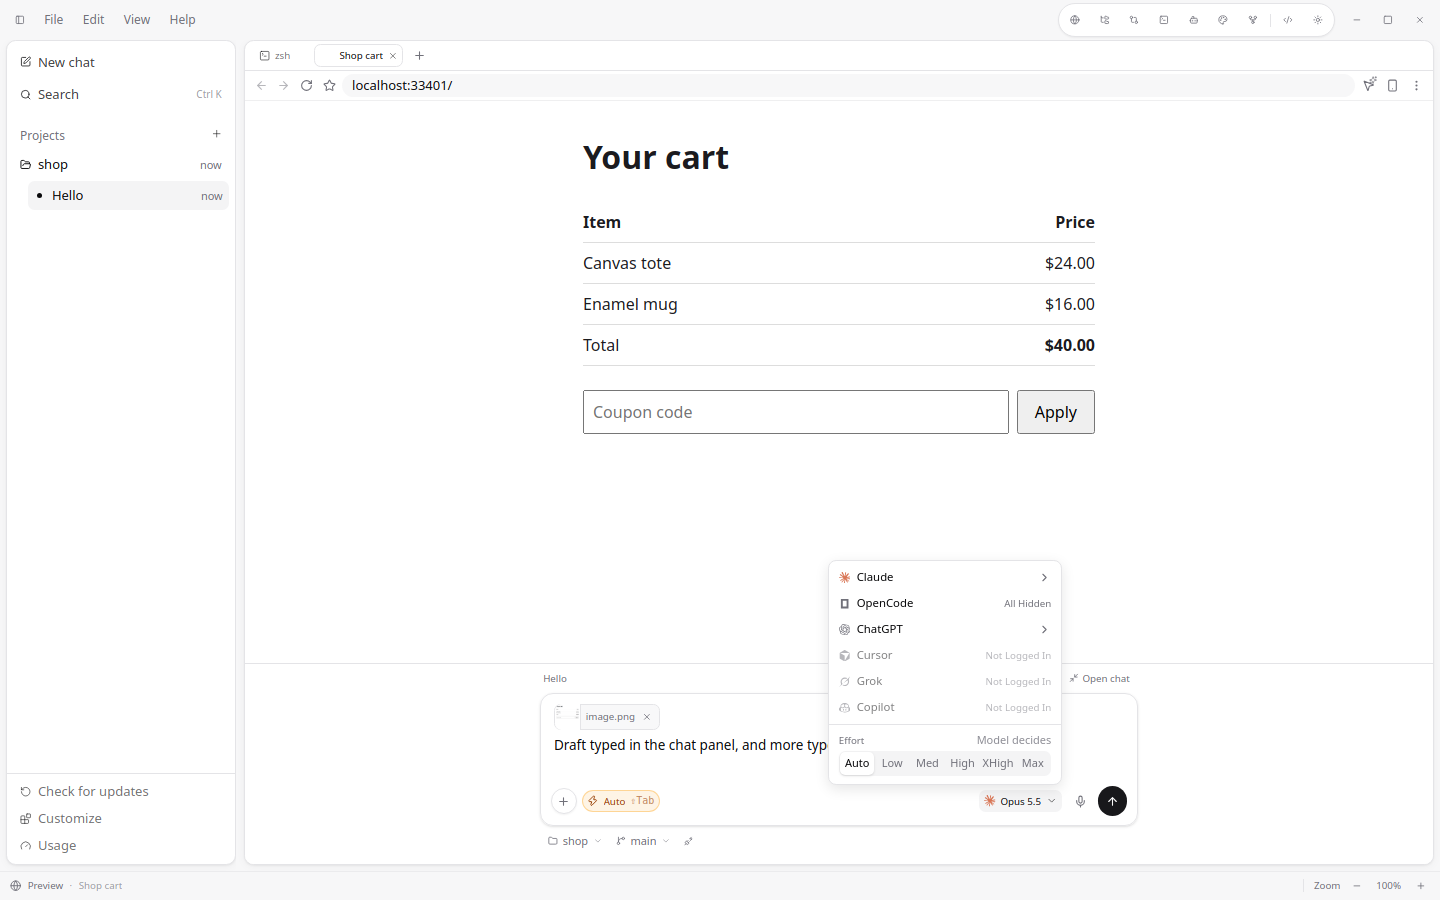 File Edit View Help
New chat
Search Ctrl K
Projects
shop now
Hello now
Check for updates
Customize
Usage
zsh
Shop cart
localhost:33401/
Your cart
Item Price
Canvas tote $24.00
Enamel mug $16.00
Total $40.00
Coupon code Apply
Claude
OpenCode All Hidden
ChatGPT
Cursor Not Logged In
Grok Not Logged In
Copilot Not Logged In
Effort Model decides
Auto Low Med High XHigh Max
Hello Open chat
image.png
Draft typed in the chat panel, and more typ
Auto ⇧Tab
Opus 5.5
shop main
Preview · Shop cart
Zoom − 100% +